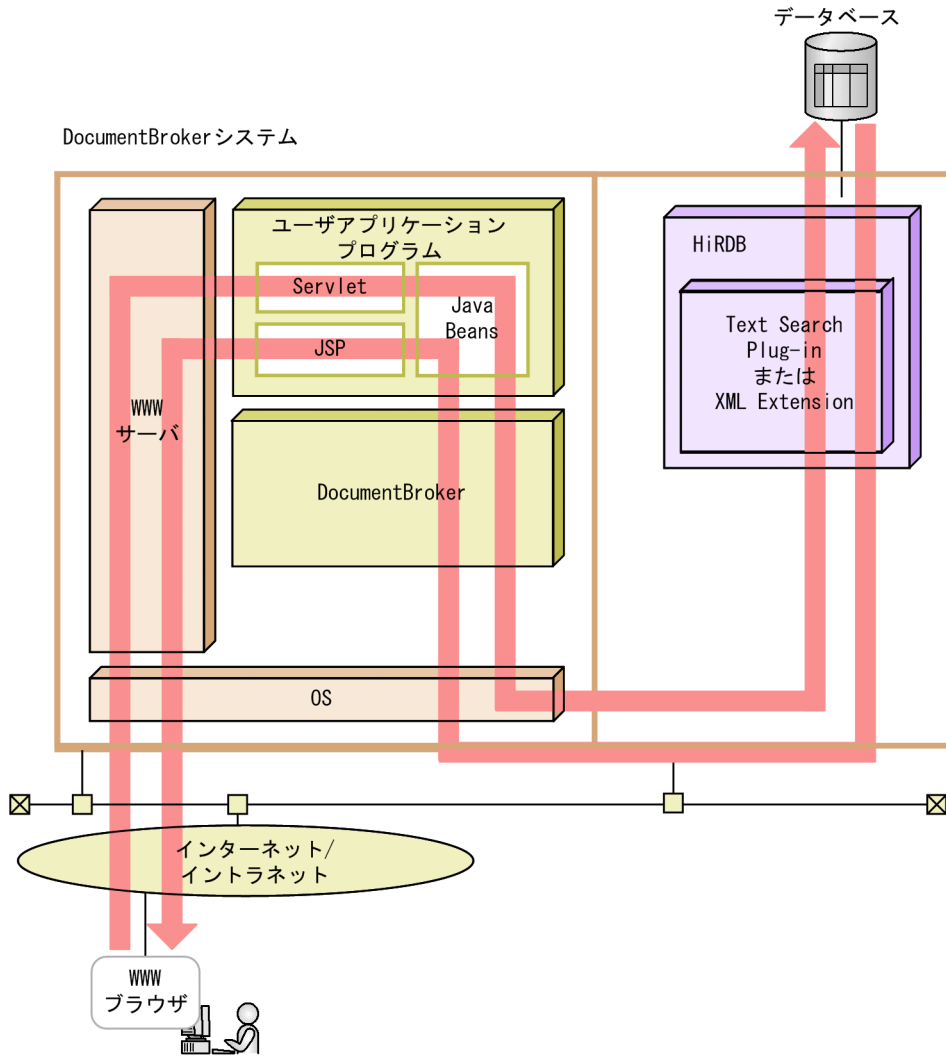 データベース
DocumentBrokerシステム
ユーザアプリケーション
プログラム
Servlet
Java
Beans
JSP
WWW
サーバ
DocumentBroker
OS
HiRDB
Text Search
Plug-in
または
XML Extension
インターネット/
イントラネット
WWW
ブラウザ